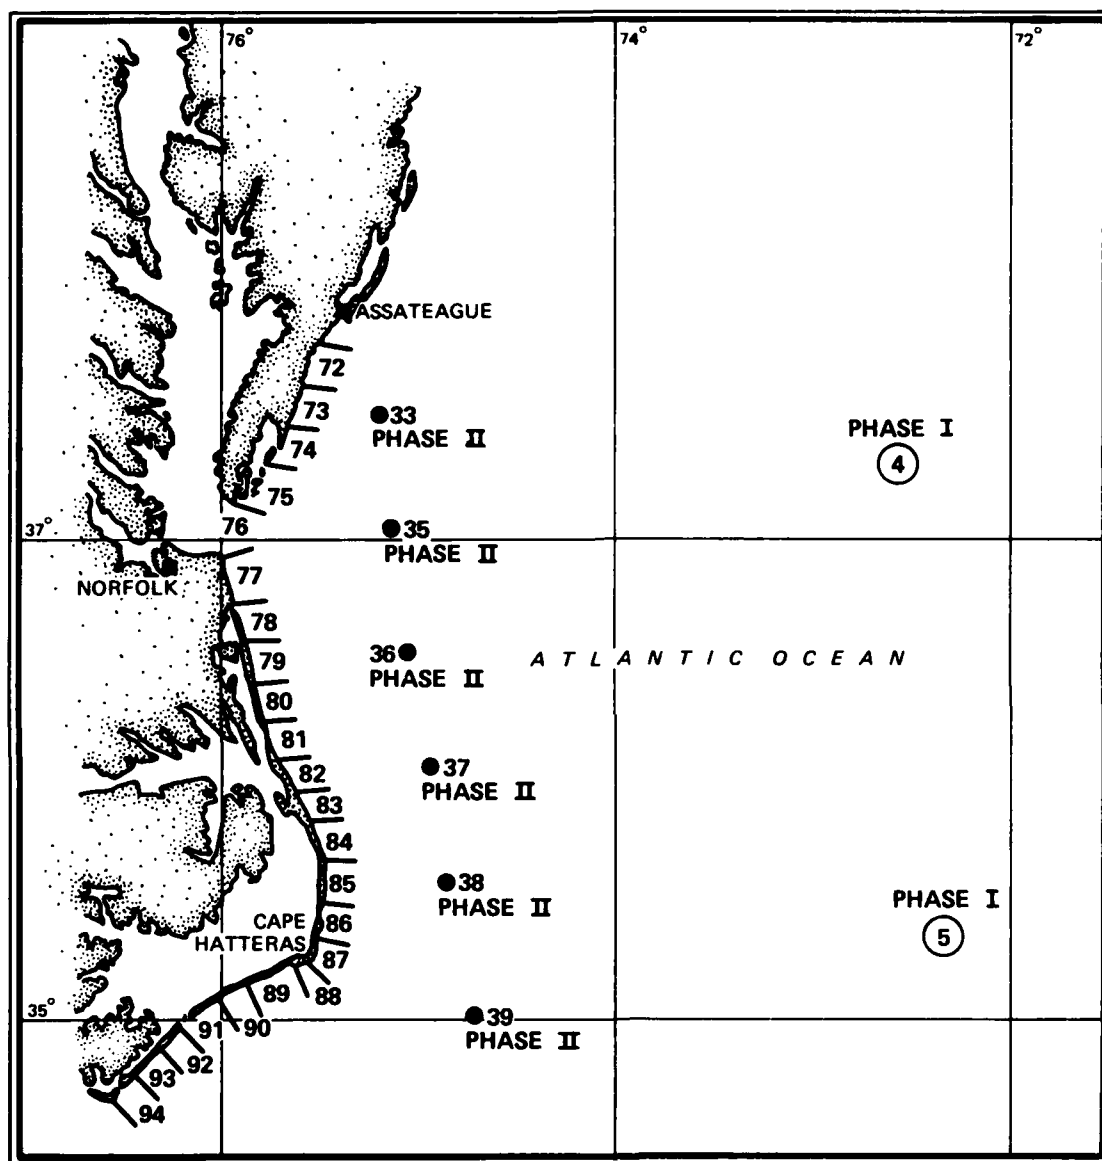 76°
74°
72°
ASSATEAGUE
72
73
33
PHASE II
74
PHASE I
4
75
76
35
PHASE II
37°
77
NORFOLK
78
36
PHASE II
ATLANTIC OCEAN
79
80
81
82
37
PHASE II
83
84
85
38
PHASE II
PHASE I
5
86
CAPE
HATTERAS
87
88
89
35°
90
91
39
PHASE II
92
93
94